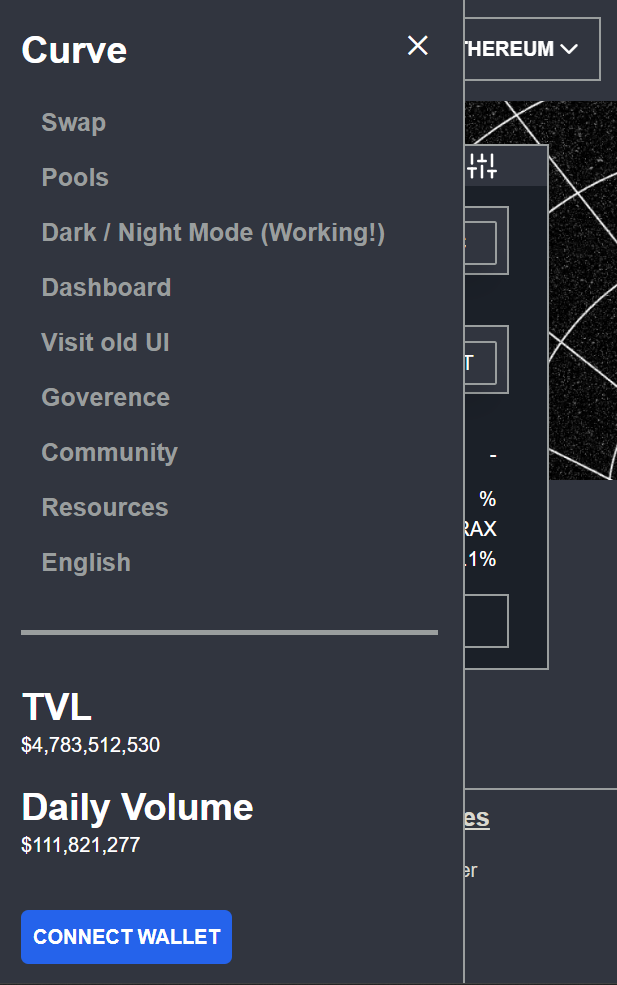 Curve
Swap
Pools
Dark / Night Mode (Working!)
Dashboard
Visit old UI
Goverence
Community
Resources
English
TVL
$4,783,512,530
Daily Volume
$111,821,277
CONNECT WALLET
THEREUM
T
-
%
RAX
.1%
es
er